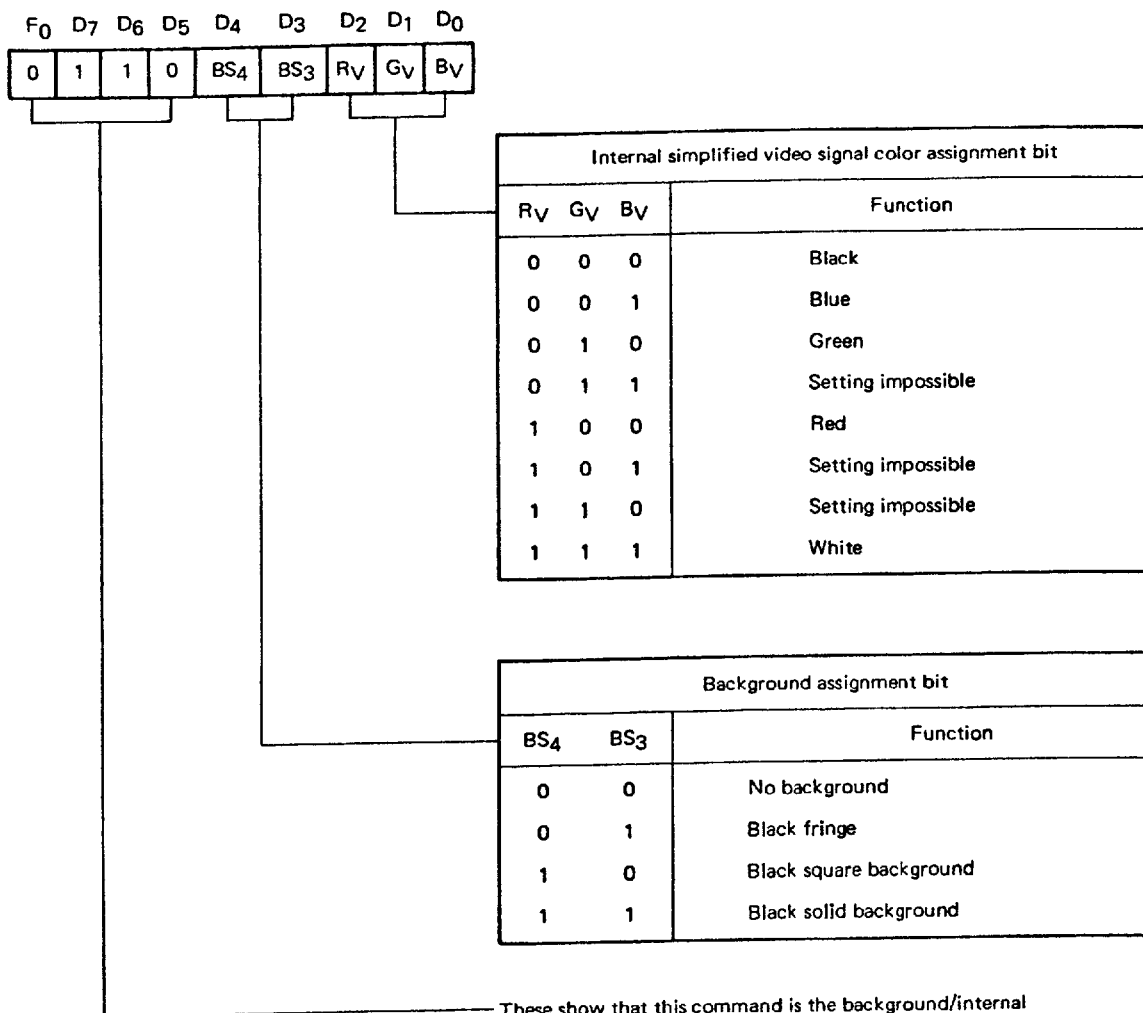 F0 D7 D6 D5 D4 D3 D2 D1 D0
0 1 1 0 BS4 BS3 RV GV BV
Internal simplified video signal color assignment bit
RV GV BV Function
0 0 0 Black
0 0 1 Blue
0 1 0 Green
0 1 1 Setting impossible
1 0 0 Red
1 0 1 Setting impossible
1 1 0 Setting impossible
1 1 1 White
Background assignment bit
BS4 BS3 Function
0 0 No background
0 1 Black fringe
1 0 Black square background
1 1 Black solid background
These show that this command is the background/internal